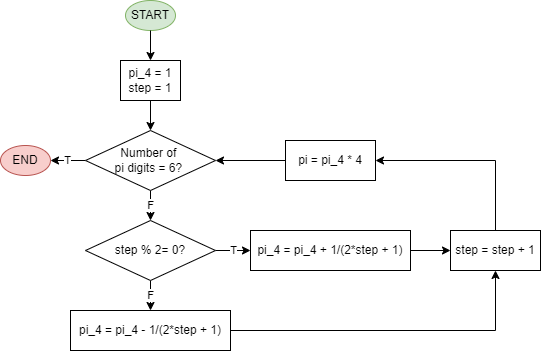 START
pi_4 = 1
step = 1
Number of
pi digits = 6?
END
T
pi = pi_4 * 4
F
step % 2= 0?
T
pi_4 = pi_4 + 1/(2*step + 1)
step = step + 1
F
pi_4 = pi_4 - 1/(2*step + 1)